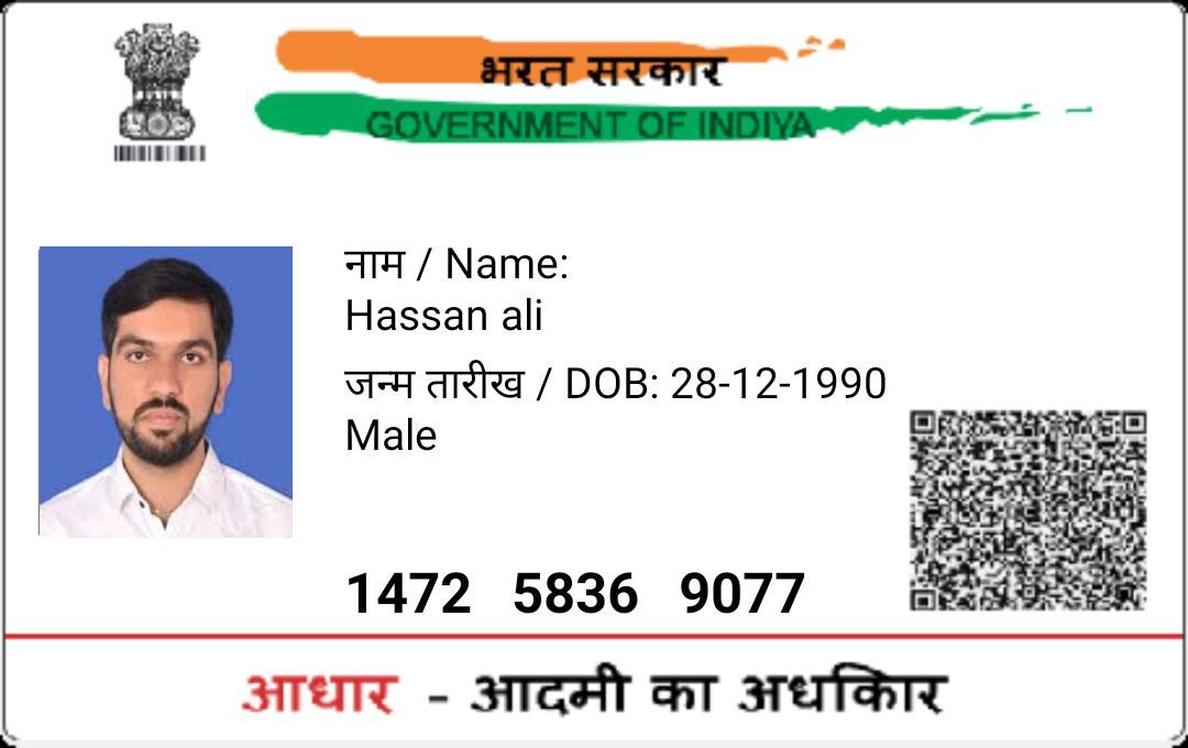 भरत सरकार
GOVERNMENT OF INDIYA
नाम / Name:
Hassan ali
जन्म तारीख / DOB: 28-12-1990
Male
1472 5836 9077
आधार - आदमी का अधकिार